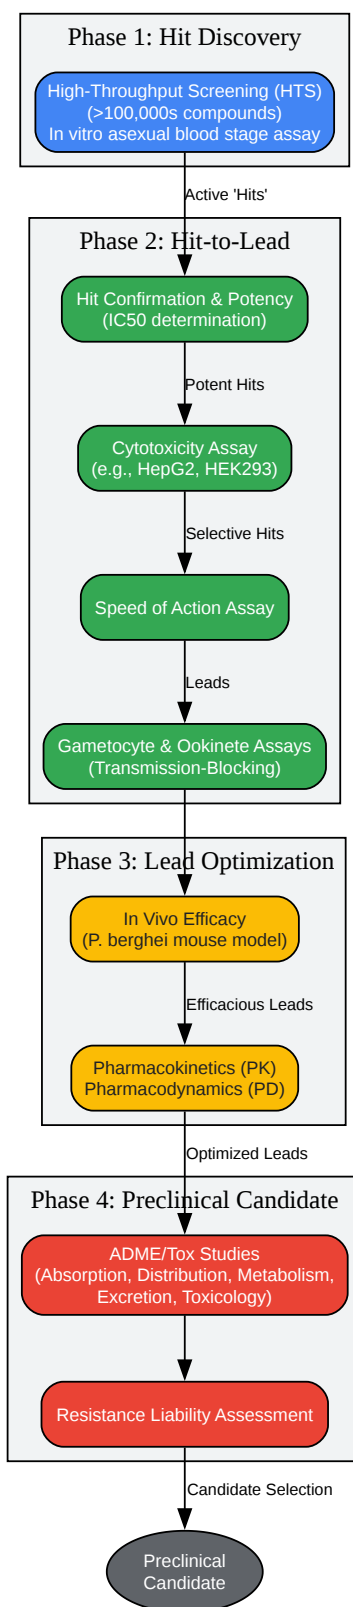 Phase 1: Hit Discovery
High-Throughput Screening (HTS)
(>100,000s compounds)
In vitro asexual blood stage assay
Active 'Hits'
Phase 2: Hit-to-Lead
Hit Confirmation & Potency
(IC50 determination)
Potent Hits
Cytotoxicity Assay
(e.g., HepG2, HEK293)
Selective Hits
Speed of Action Assay
Leads
Gametocyte & Ookinete Assays
(Transmission-Blocking)
Phase 3: Lead Optimization
In Vivo Efficacy
(P. berghei mouse model)
Efficacious Leads
Pharmacokinetics (PK)
Pharmacodynamics (PD)
Optimized Leads
Phase 4: Preclinical Candidate
ADME/Tox Studies
(Absorption, Distribution, Metabolism,
Excretion, Toxicology)
Resistance Liability Assessment
Candidate Selection
Preclinical
Candidate